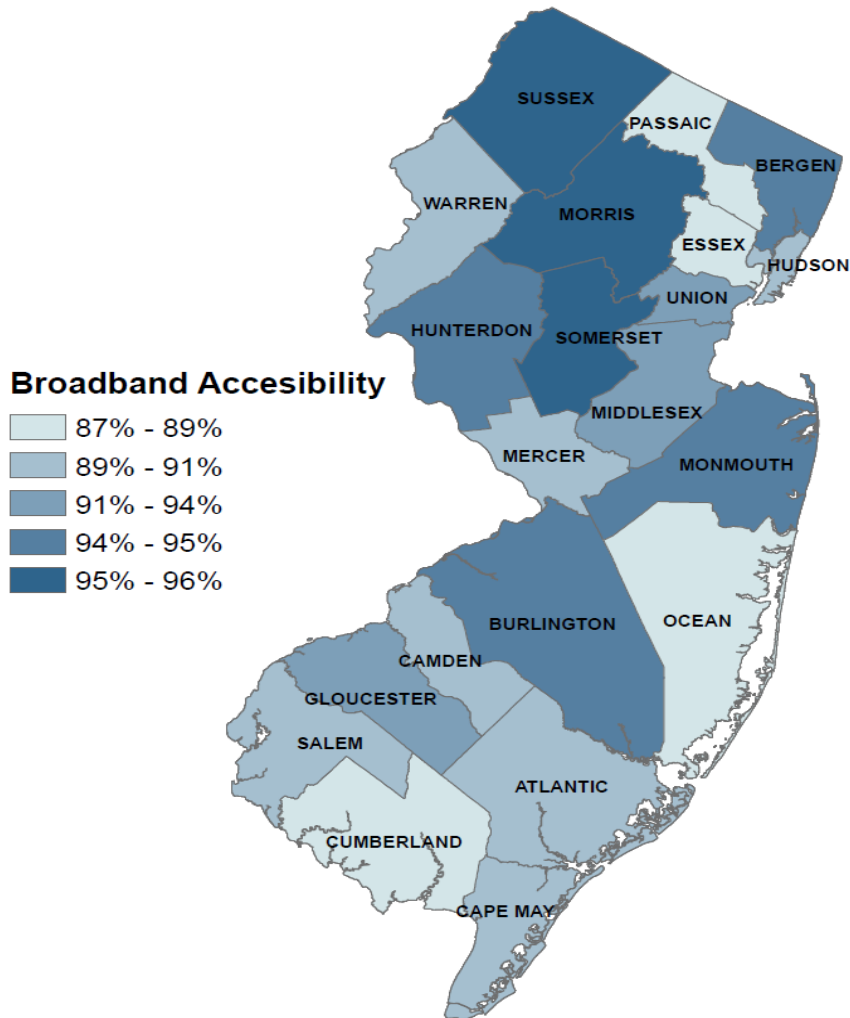 SUSSEX
PASSAIC
BERGEN
WARREN
MORRIS
ESSEX
HUDSON
UNION
HUNTERDON
SOMERSET
Broadband Accesibility
87% - 89%
89% - 91%
91% - 94%
94% - 95%
95% - 96%
MIDDLESEX
MERCER
MONMOUTH
OCEAN
BURLINGTON
CAMDEN
GLOUCESTER
SALEM
ATLANTIC
CUMBERLAND
CAPE MAY